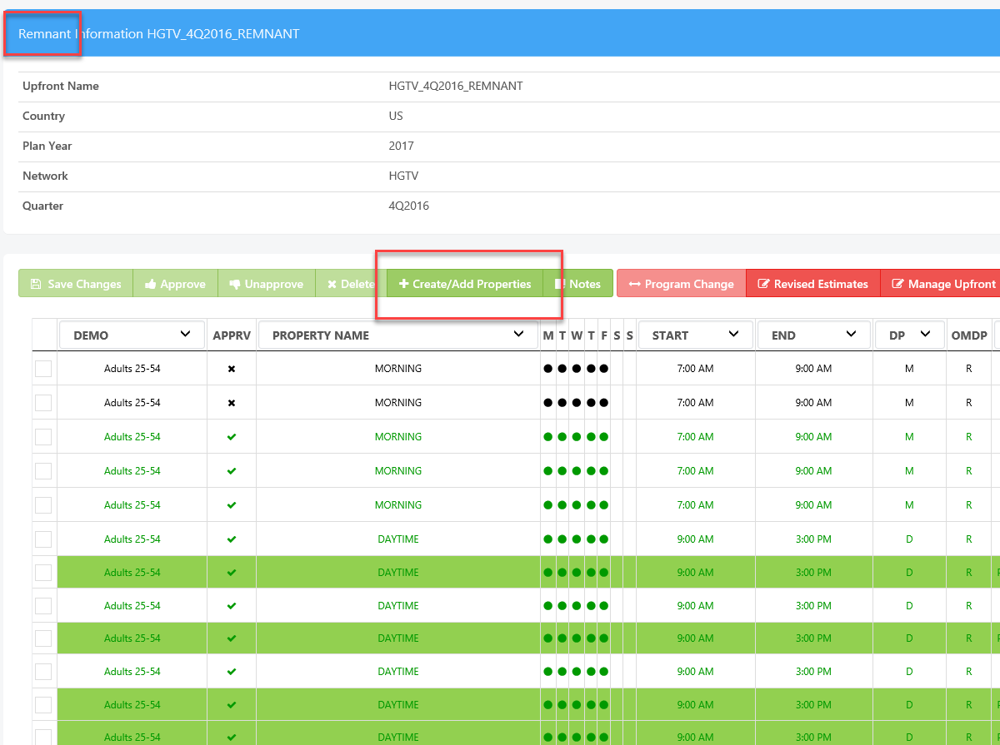 Remnant Information HGTV_4Q2016_REMNANT
Upfront Name HGTV_4Q2016_REMNANT
Country US
Plan Year 2017
Network HGTV
Quarter 4Q2016
Save Changes Approve Unapprove Delete Create/Add Properties Notes Program Change Revised Estimates Manage Upfront
DEMO APPRV PROPERTY NAME M T W T F S S START END DP OMDP
Adults 25-54 MORNING 7:00 AM 9:00 AM M R
Adults 25-54 MORNING 7:00 AM 9:00 AM M R
Adults 25-54 MORNING 7:00 AM 9:00 AM M R
Adults 25-54 MORNING 7:00 AM 9:00 AM M R
Adults 25-54 MORNING 7:00 AM 9:00 AM M R
Adults 25-54 DAYTIME 9:00 AM 3:00 PM D R
Adults 25-54 DAYTIME 9:00 AM 3:00 PM D R
Adults 25-54 DAYTIME 9:00 AM 3:00 PM D R
Adults 25-54 DAYTIME 9:00 AM 3:00 PM D R
Adults 25-54 DAYTIME 9:00 AM 3:00 PM D R
Adults 25-54 DAYTIME 9:00 AM 3:00 PM D R
Adults 25-54 DAYTIME 9:00 AM 3:00 PM D R